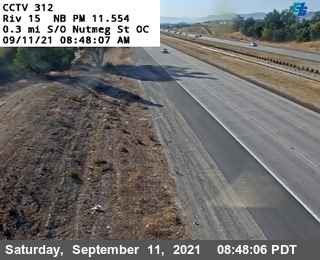 CCTV 312
Riv 15 NB PM 11.554
0.3 mi S/O Nutmeg St OC
09/11/21 08:48:07 AM
Saturday, September 11, 2021 08:48:06 PDT